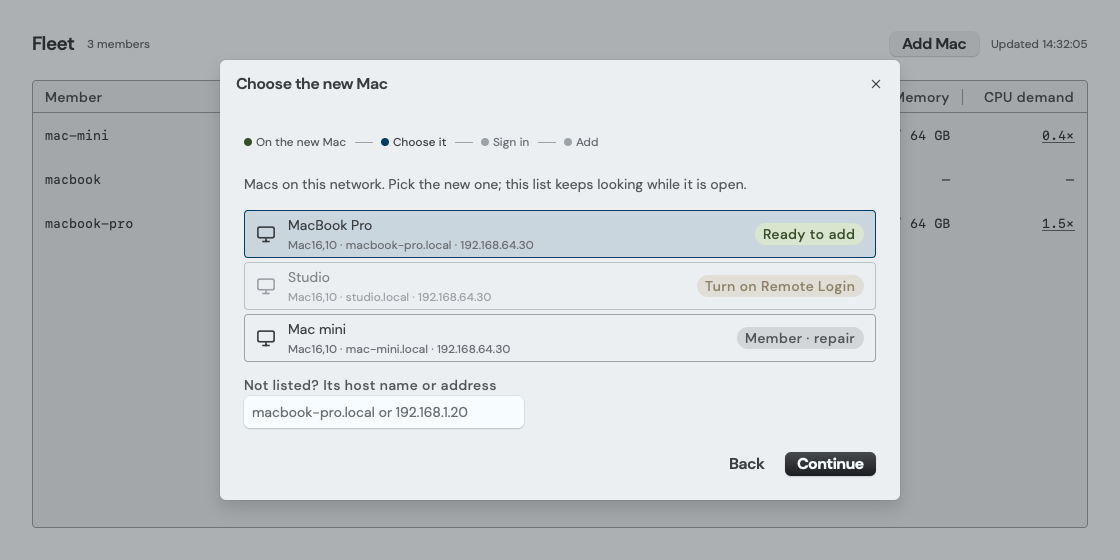 Fleet 3 members Add Mac Updated 14:32:05
Choose the new Mac ×
Member Memory CPU demand
mac-mini 64 GB 0.4×
On the new Mac Choose it Sign in Add
macbook — —
Macs on this network. Pick the new one; this list keeps looking while it is open.
macbook-pro 64 GB 1.5×
MacBook Pro
Mac16,10 · macbook-pro.local · 192.168.64.30
Ready to add
Studio
Mac16,10 · studio.local · 192.168.64.30
Turn on Remote Login
Mac mini
Mac16,10 · mac-mini.local · 192.168.64.30
Member · repair
Not listed? Its host name or address
macbook-pro.local or 192.168.1.20
Back Continue